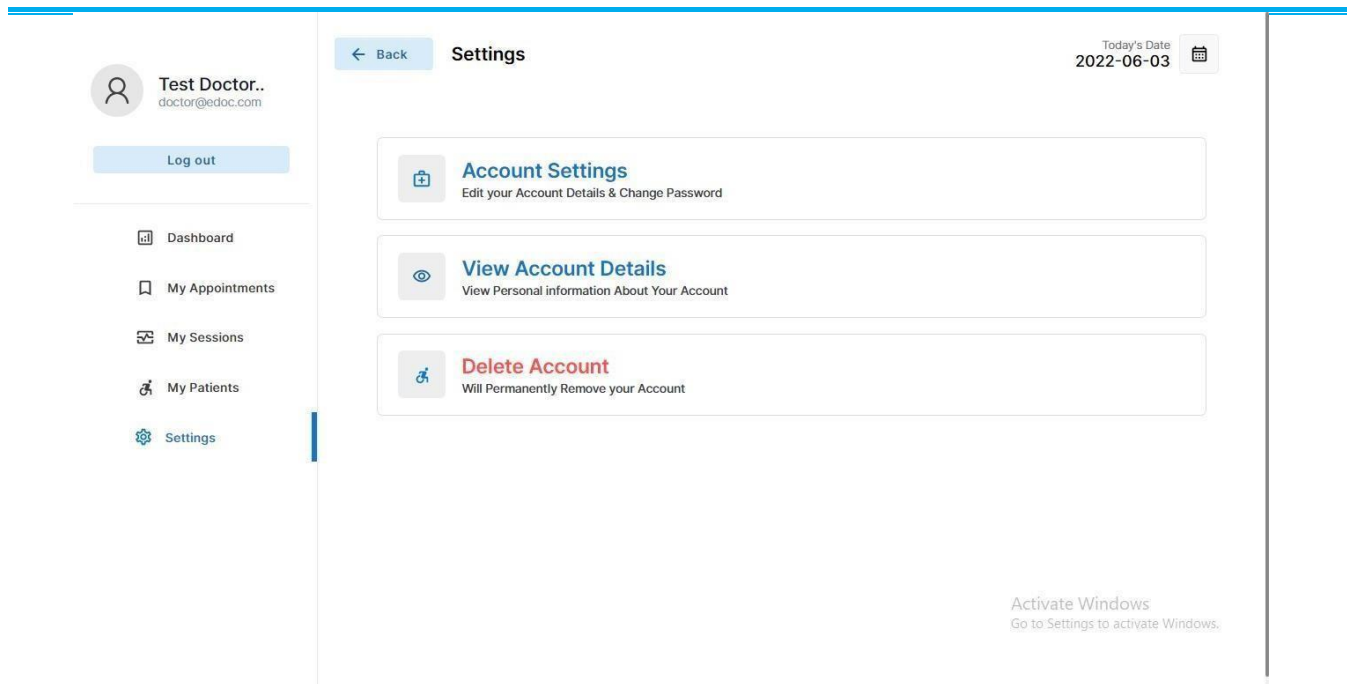 Test Doctor..
doctor@edoc.com
Log out
Dashboard
My Appointments
My Sessions
My Patients
Settings
Back
Settings
Today's Date
2022-06-03
Account Settings
Edit your Account Details & Change Password
View Account Details
View Personal information About Your Account
Delete Account
Will Permanently Remove your Account
Activate Windows
Go to Settings to activate Windows.